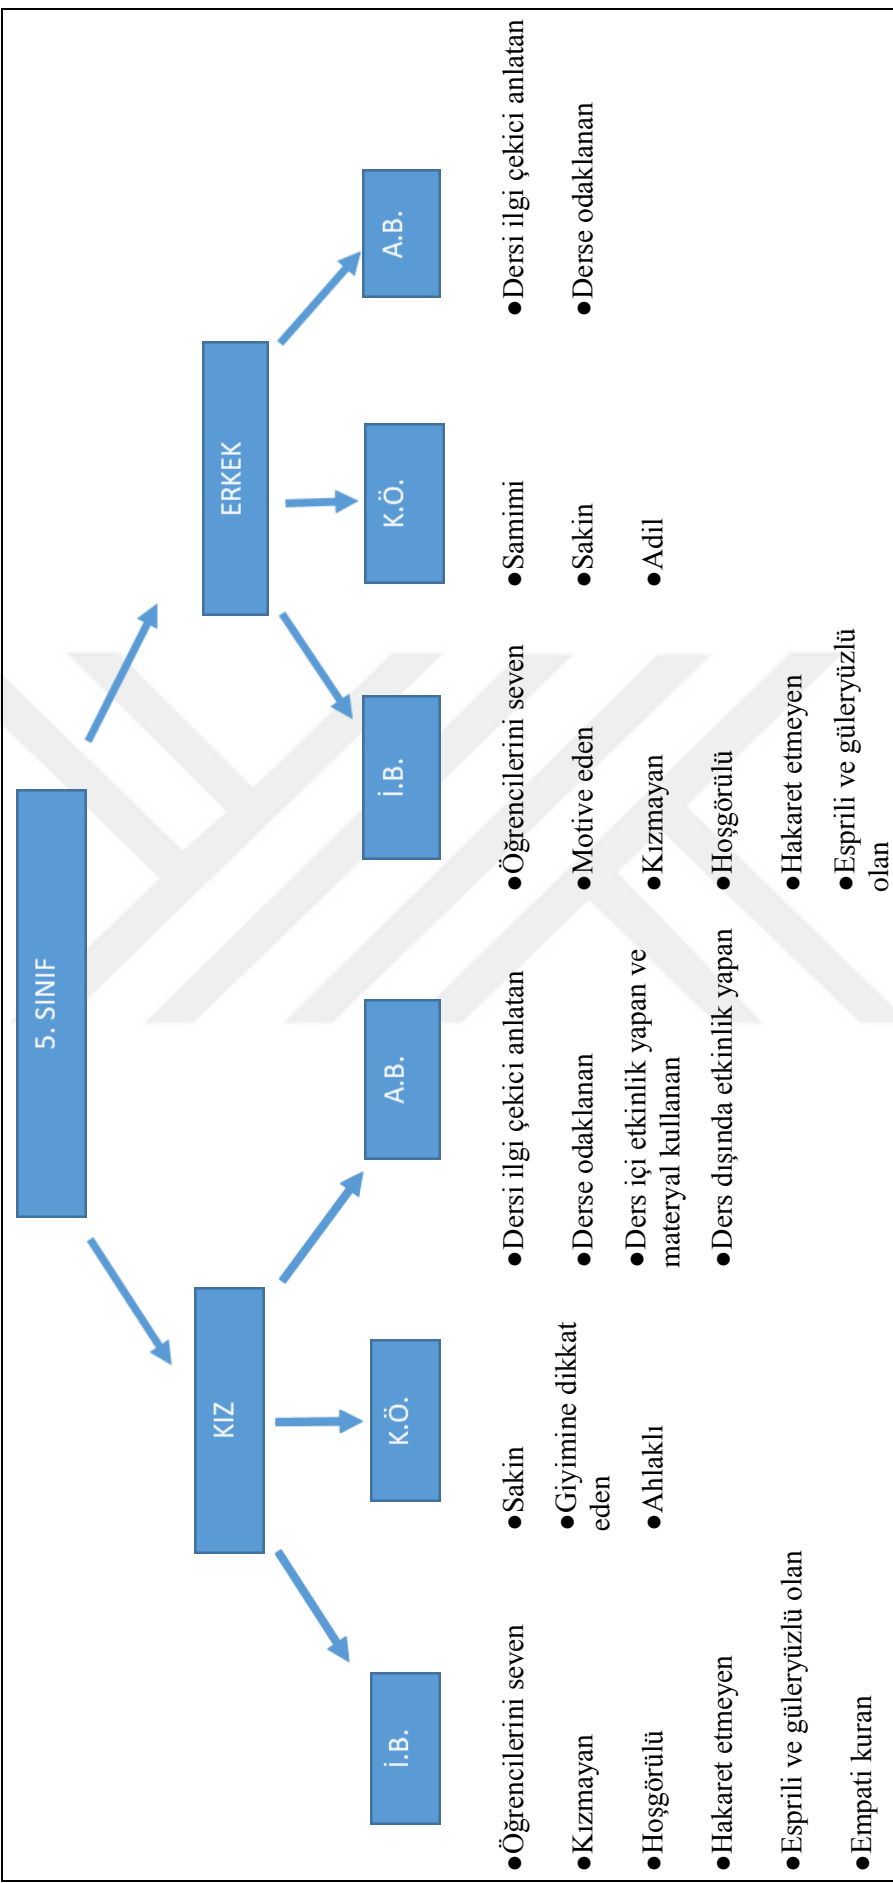 5. SINIF
KIZ
ERKEK
İ.B.
K.Ö.
A.B.
İ.B.
K.Ö.
A.B.
●Öğrencilerini seven
●Kızmayan
●Hoşgörülü
●Hakaret etmeyen
●Esprili ve güleryüzlü olan
●Empati kuran
●Sakin
●Giyimine dikkat
eden
●Ahlaklı
●Dersi ilgi çekici anlatan
●Derse odaklanan
●Ders içi etkinlik yapan ve
materyal kullanan
●Ders dışında etkinlik yapan
●Öğrencilerini seven
●Motive eden
●Kızmayan
●Hoşgörülü
●Hakaret etmeyen
●Esprili ve güleryüzlü
olan
●Samimi
●Sakin
●Adil
●Dersi ilgi çekici anlatan
●Derse odaklanan